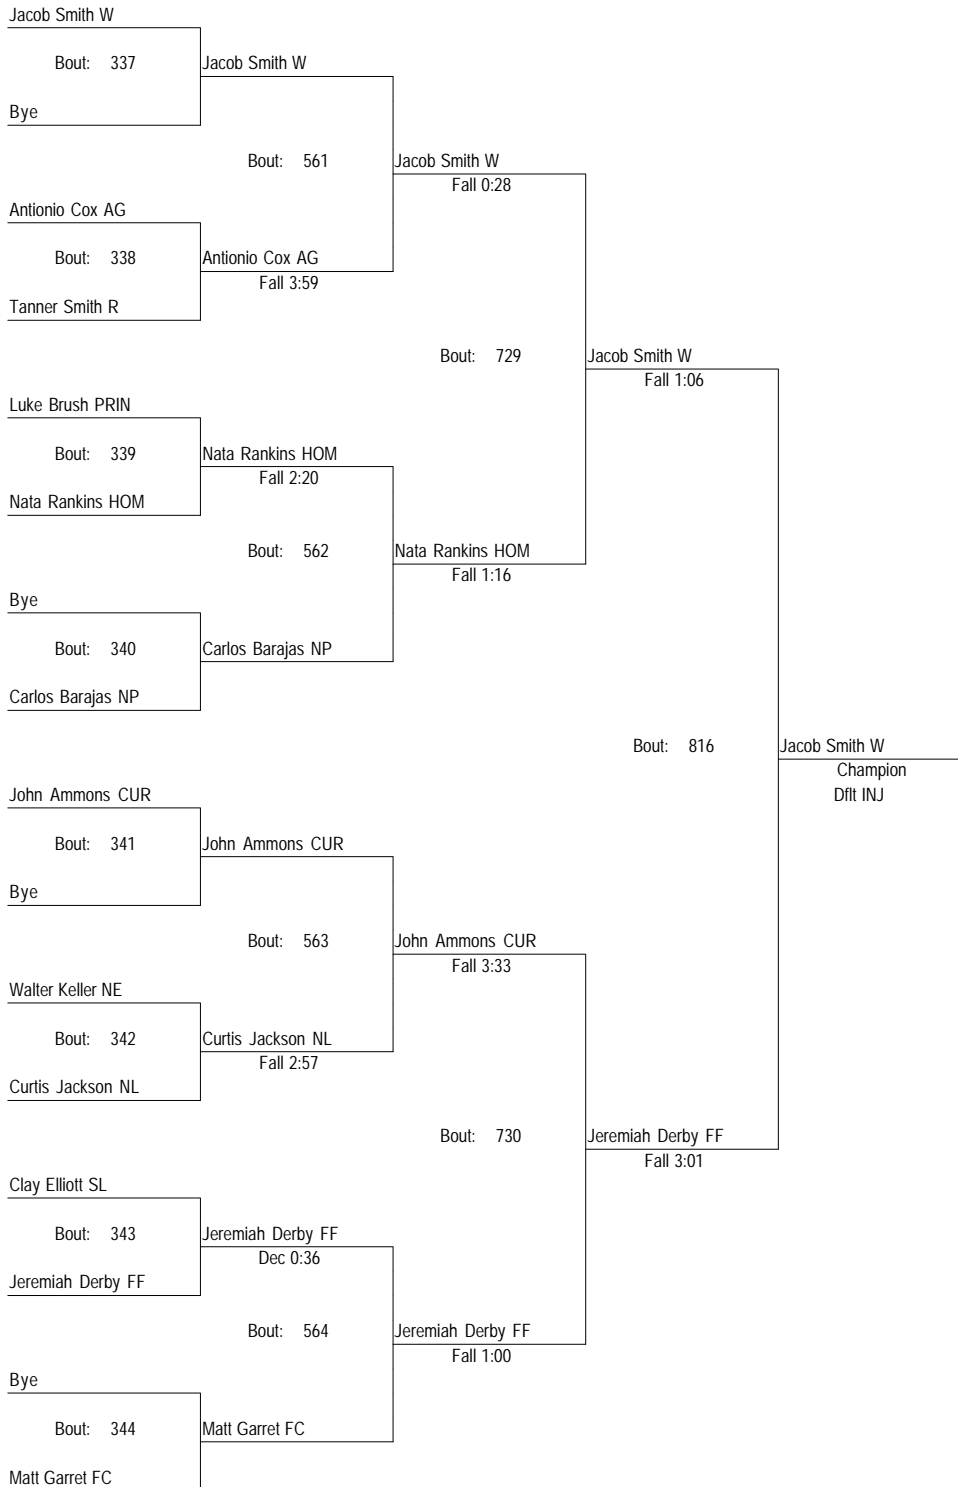 Jacob Smith W
Bout: 337 Jacob Smith W
Bye
Bout: 561 Jacob Smith W
Fall 0:28
Antionio Cox AG
Bout: 338 Antionio Cox AG
Fall 3:59
Tanner Smith R
Bout: 729 Jacob Smith W
Fall 1:06
Luke Brush PRIN
Bout: 339 Nata Rankins HOM
Fall 2:20
Nata Rankins HOM
Bout: 562 Nata Rankins HOM
Fall 1:16
Bye
Bout: 340 Carlos Barajas NP
Carlos Barajas NP
Bout: 816 Jacob Smith W
Champion
Dflt INJ
John Ammons CUR
Bout: 341 John Ammons CUR
Bye
Bout: 563 John Ammons CUR
Fall 3:33
Walter Keller NE
Bout: 342 Curtis Jackson NL
Fall 2:57
Curtis Jackson NL
Bout: 730 Jeremiah Derby FF
Fall 3:01
Clay Elliott SL
Bout: 343 Jeremiah Derby FF
Dec 0:36
Jeremiah Derby FF
Bout: 564 Jeremiah Derby FF
Fall 1:00
Bye
Bout: 344 Matt Garret FC
Matt Garret FC